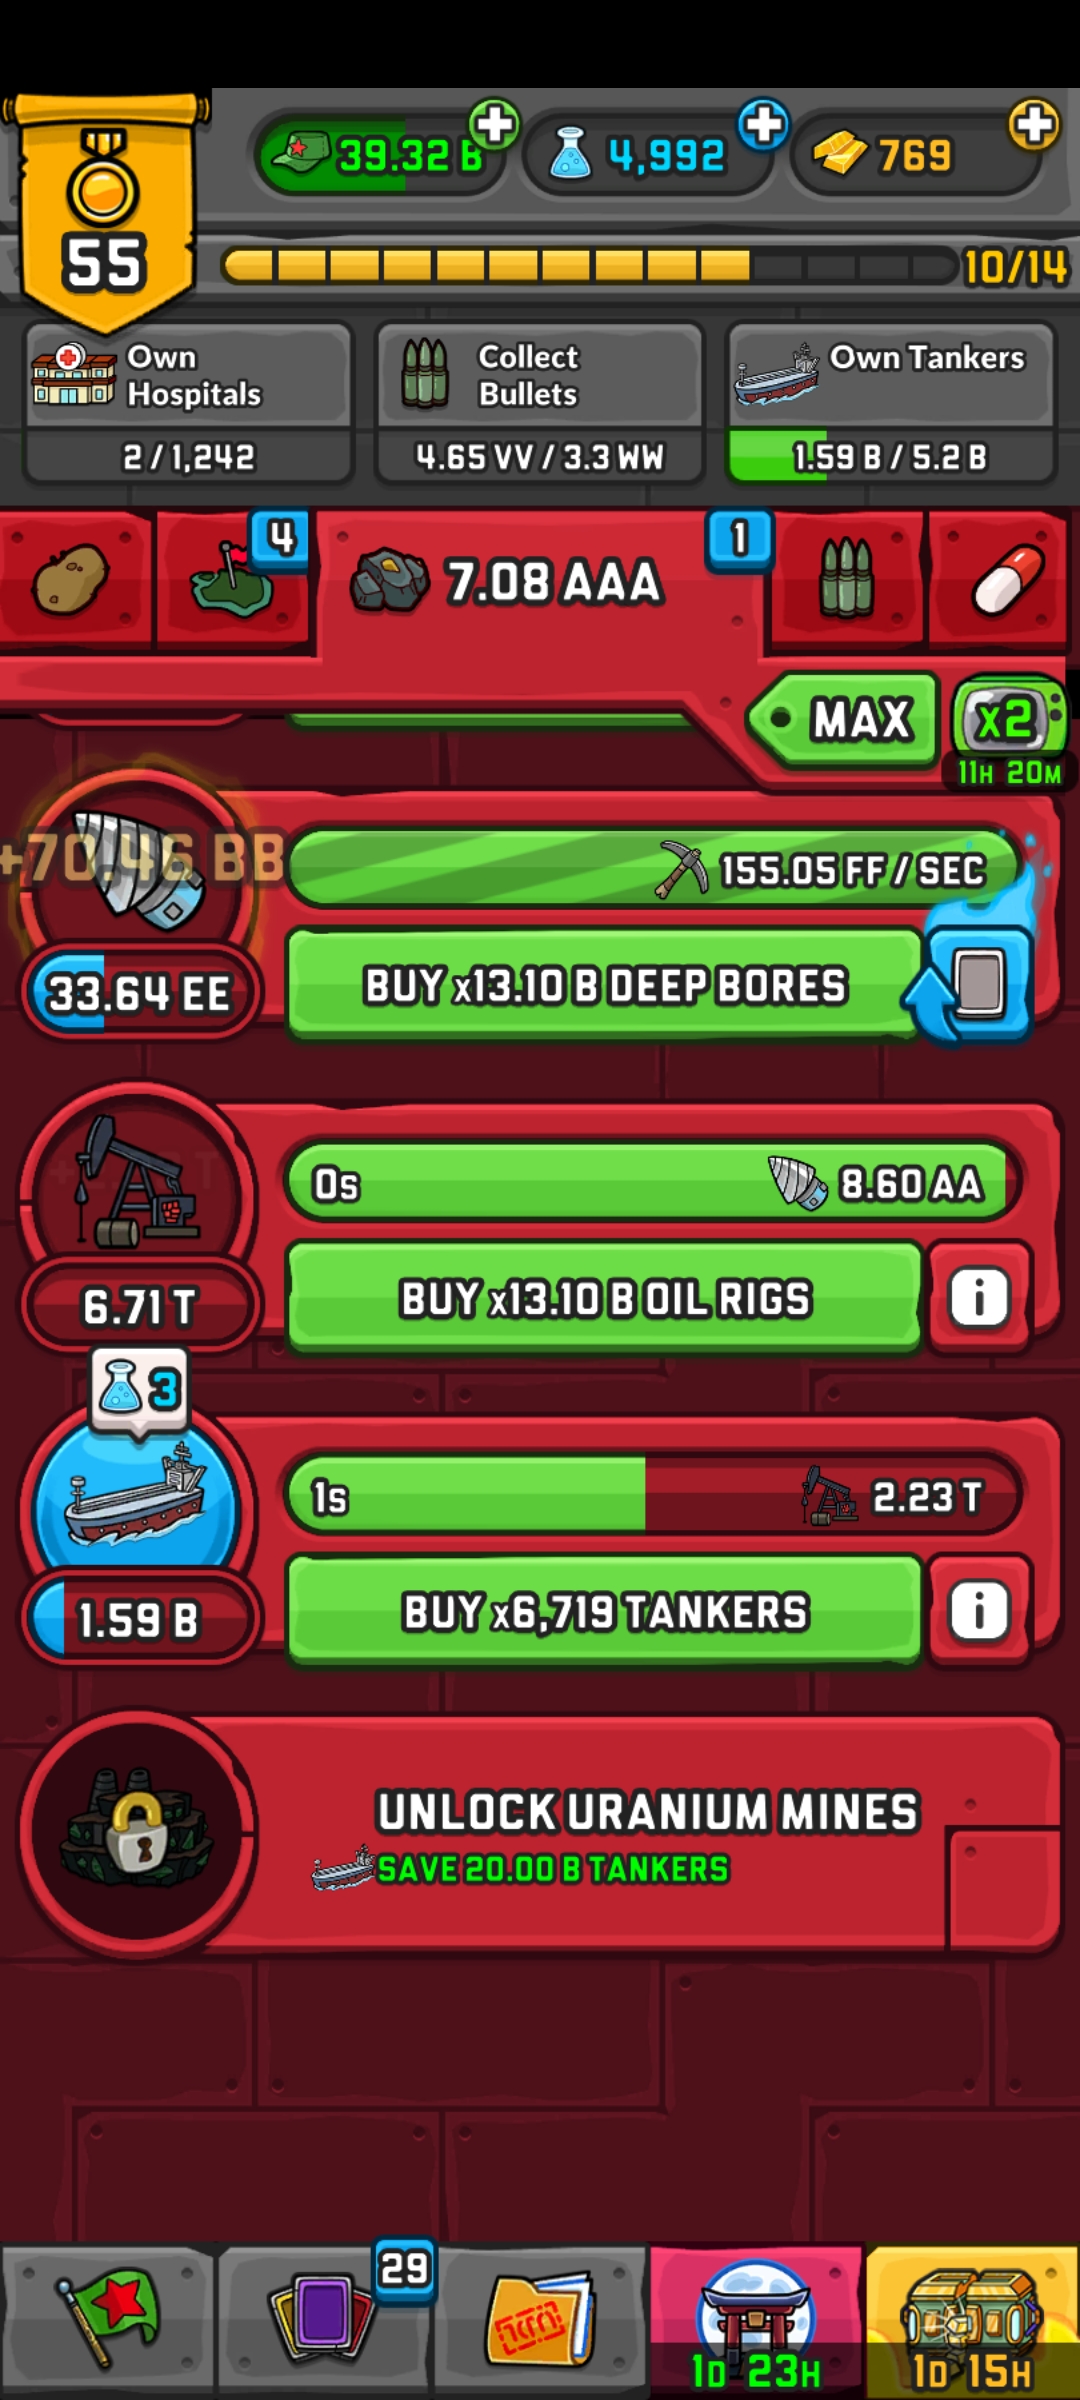 39.32 B
4,992
769
55
10/14
Own
Hospitals
2 / 1,242
Collect
Bullets
4.65 VV / 3.3 WW
Own Tankers
1.59 B / 5.2 B
4
7.08 AAA
1
MAX
x2
11H 20M
+70.46 BB
155.05 FF / SEC
33.64 EE
BUY x13.10 B DEEP BORES
0s
8.60 AA
6.71 T
BUY x13.10 B OIL RIGS
i
3
1s
2.23 T
1.59 B
BUY x6,719 TANKERS
i
UNLOCK URANIUM MINES
SAVE 20.00 B TANKERS
29
1D 23H
1D 15H